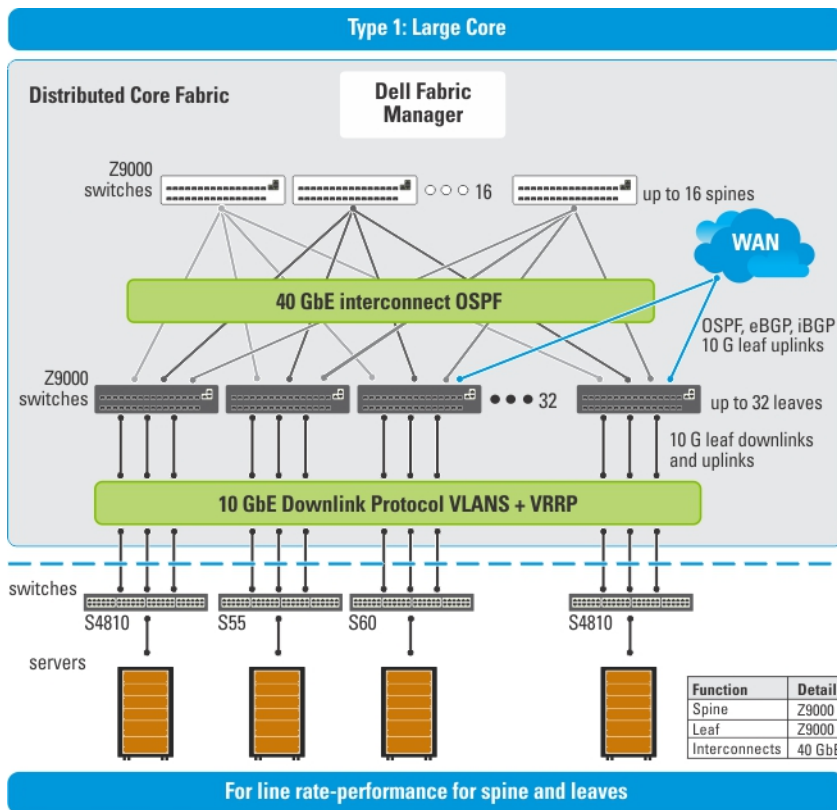 Type 1: Large Core
Distributed Core Fabric
Dell Fabric
Manager
Z9000
switches
16
up to 16 spines
WAN
40 GbE interconnect OSPF
OSPF, eBGP, iBGP
10 G leaf uplinks
Z9000
switches
32
up to 32 leaves
10 G leaf downlinks
and uplinks
10 GbE Downlink Protocol VLANS + VRRP
switches
S4810
S55
S60
S4810
servers
Function Detail
Spine Z9000
Leaf Z9000
Interconnects 40 GbE
For line rate-performance for spine and leaves